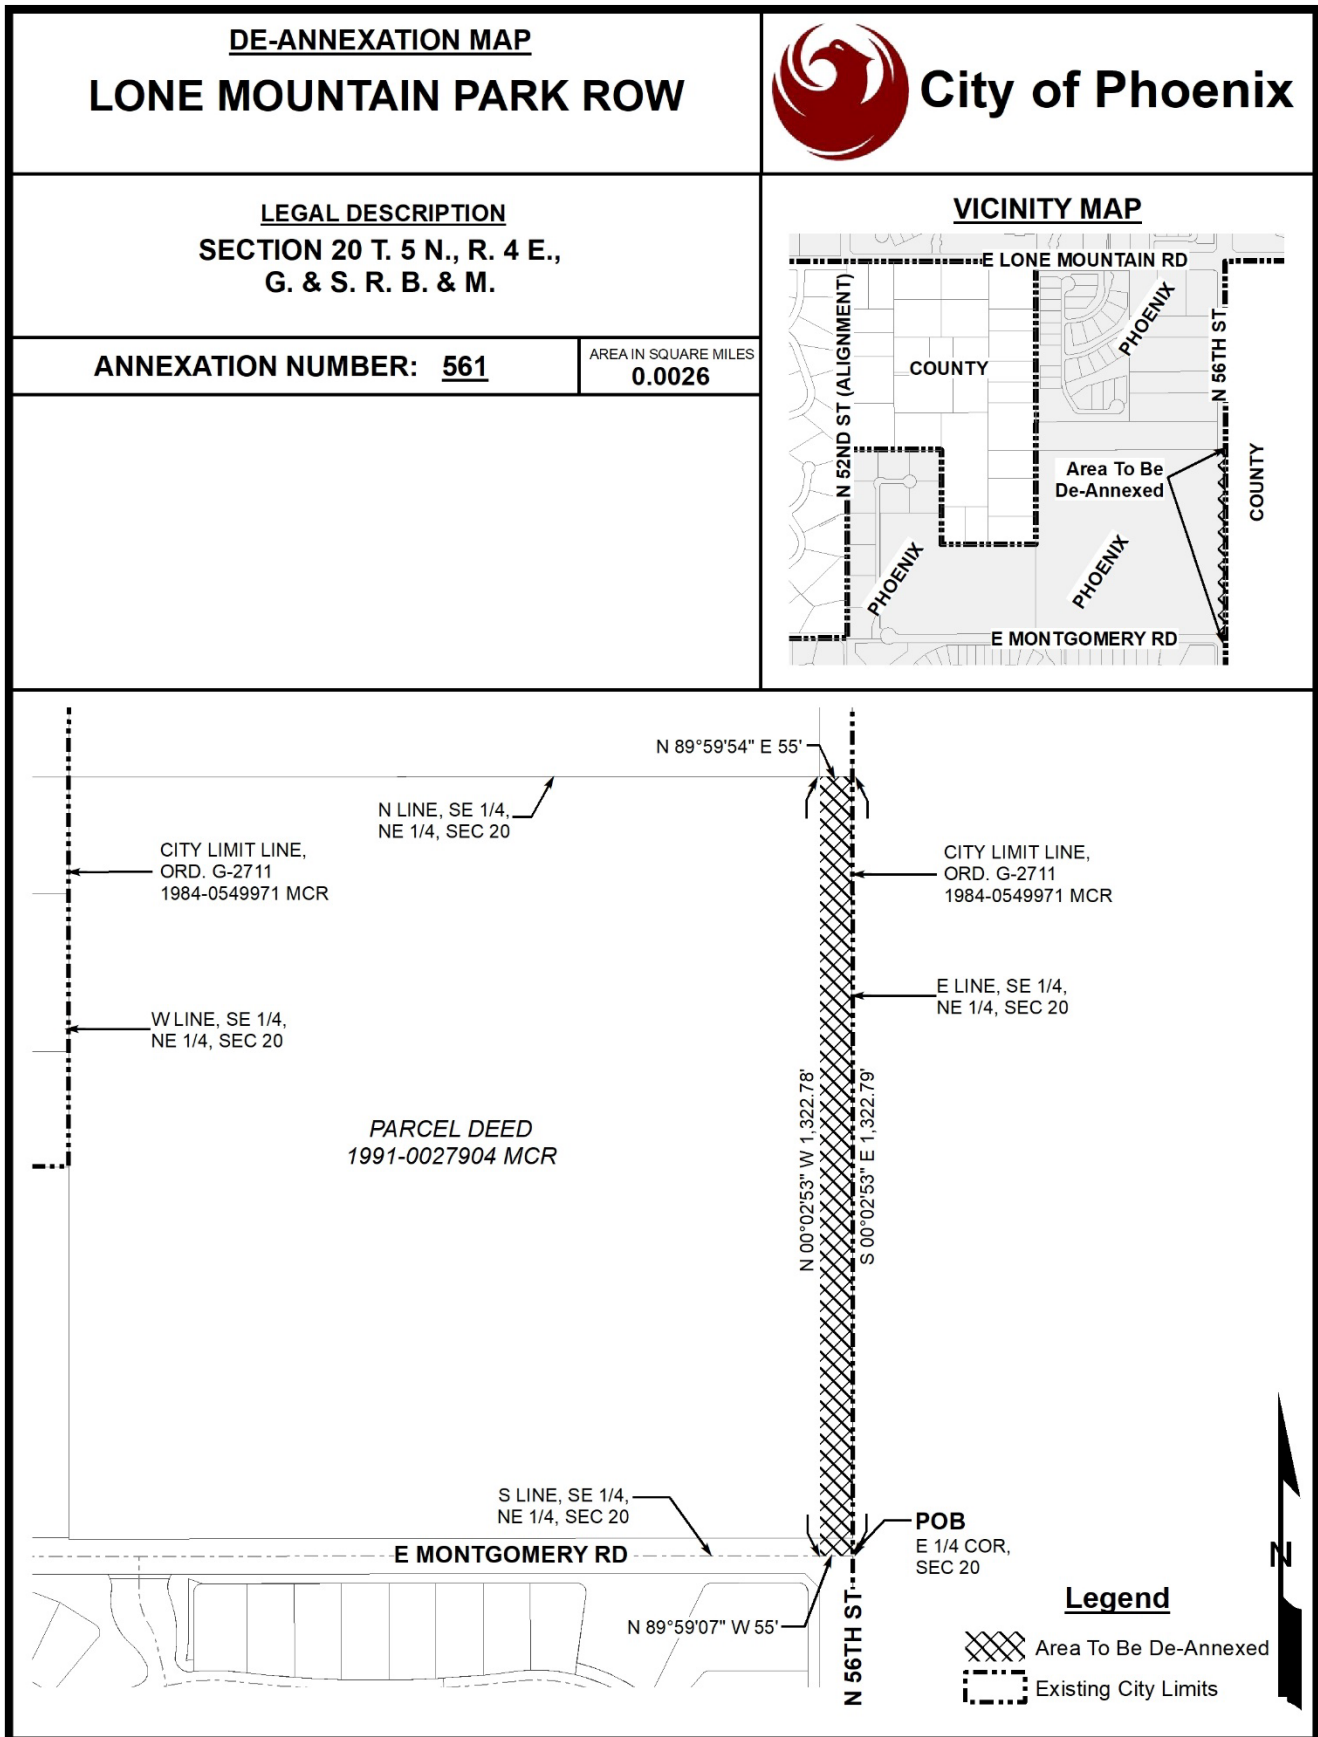 DE-ANNEXATION MAP
LONE MOUNTAIN PARK ROW
City of Phoenix
LEGAL DESCRIPTION
SECTION 20 T. 5 N., R. 4 E.,
G. & S. R. B. & M.
ANNEXATION NUMBER: 561
AREA IN SQUARE MILES
0.0026
VICINITY MAP
E LONE MOUNTAIN RD
N 52ND ST (ALIGNMENT)
COUNTY
PHOENIX
N 56TH ST
Area To Be
De-Annexed
COUNTY
PHOENIX
PHOENIX
E MONTGOMERY RD
N 89°59'54" E 55'
N LINE, SE 1/4,
NE 1/4, SEC 20
CITY LIMIT LINE,
ORD. G-2711
1984-0549971 MCR
CITY LIMIT LINE,
ORD. G-2711
1984-0549971 MCR
W LINE, SE 1/4,
NE 1/4, SEC 20
E LINE, SE 1/4,
NE 1/4, SEC 20
PARCEL DEED
1991-0027904 MCR
N 00°02'53" W 1,322.78'
S 00°02'53" E 1,322.79'
S LINE, SE 1/4,
NE 1/4, SEC 20
E MONTGOMERY RD
POB
E 1/4 COR,
SEC 20
N 89°59'07" W 55'
N 56TH ST
N
Legend
Area To Be De-Annexed
Existing City Limits